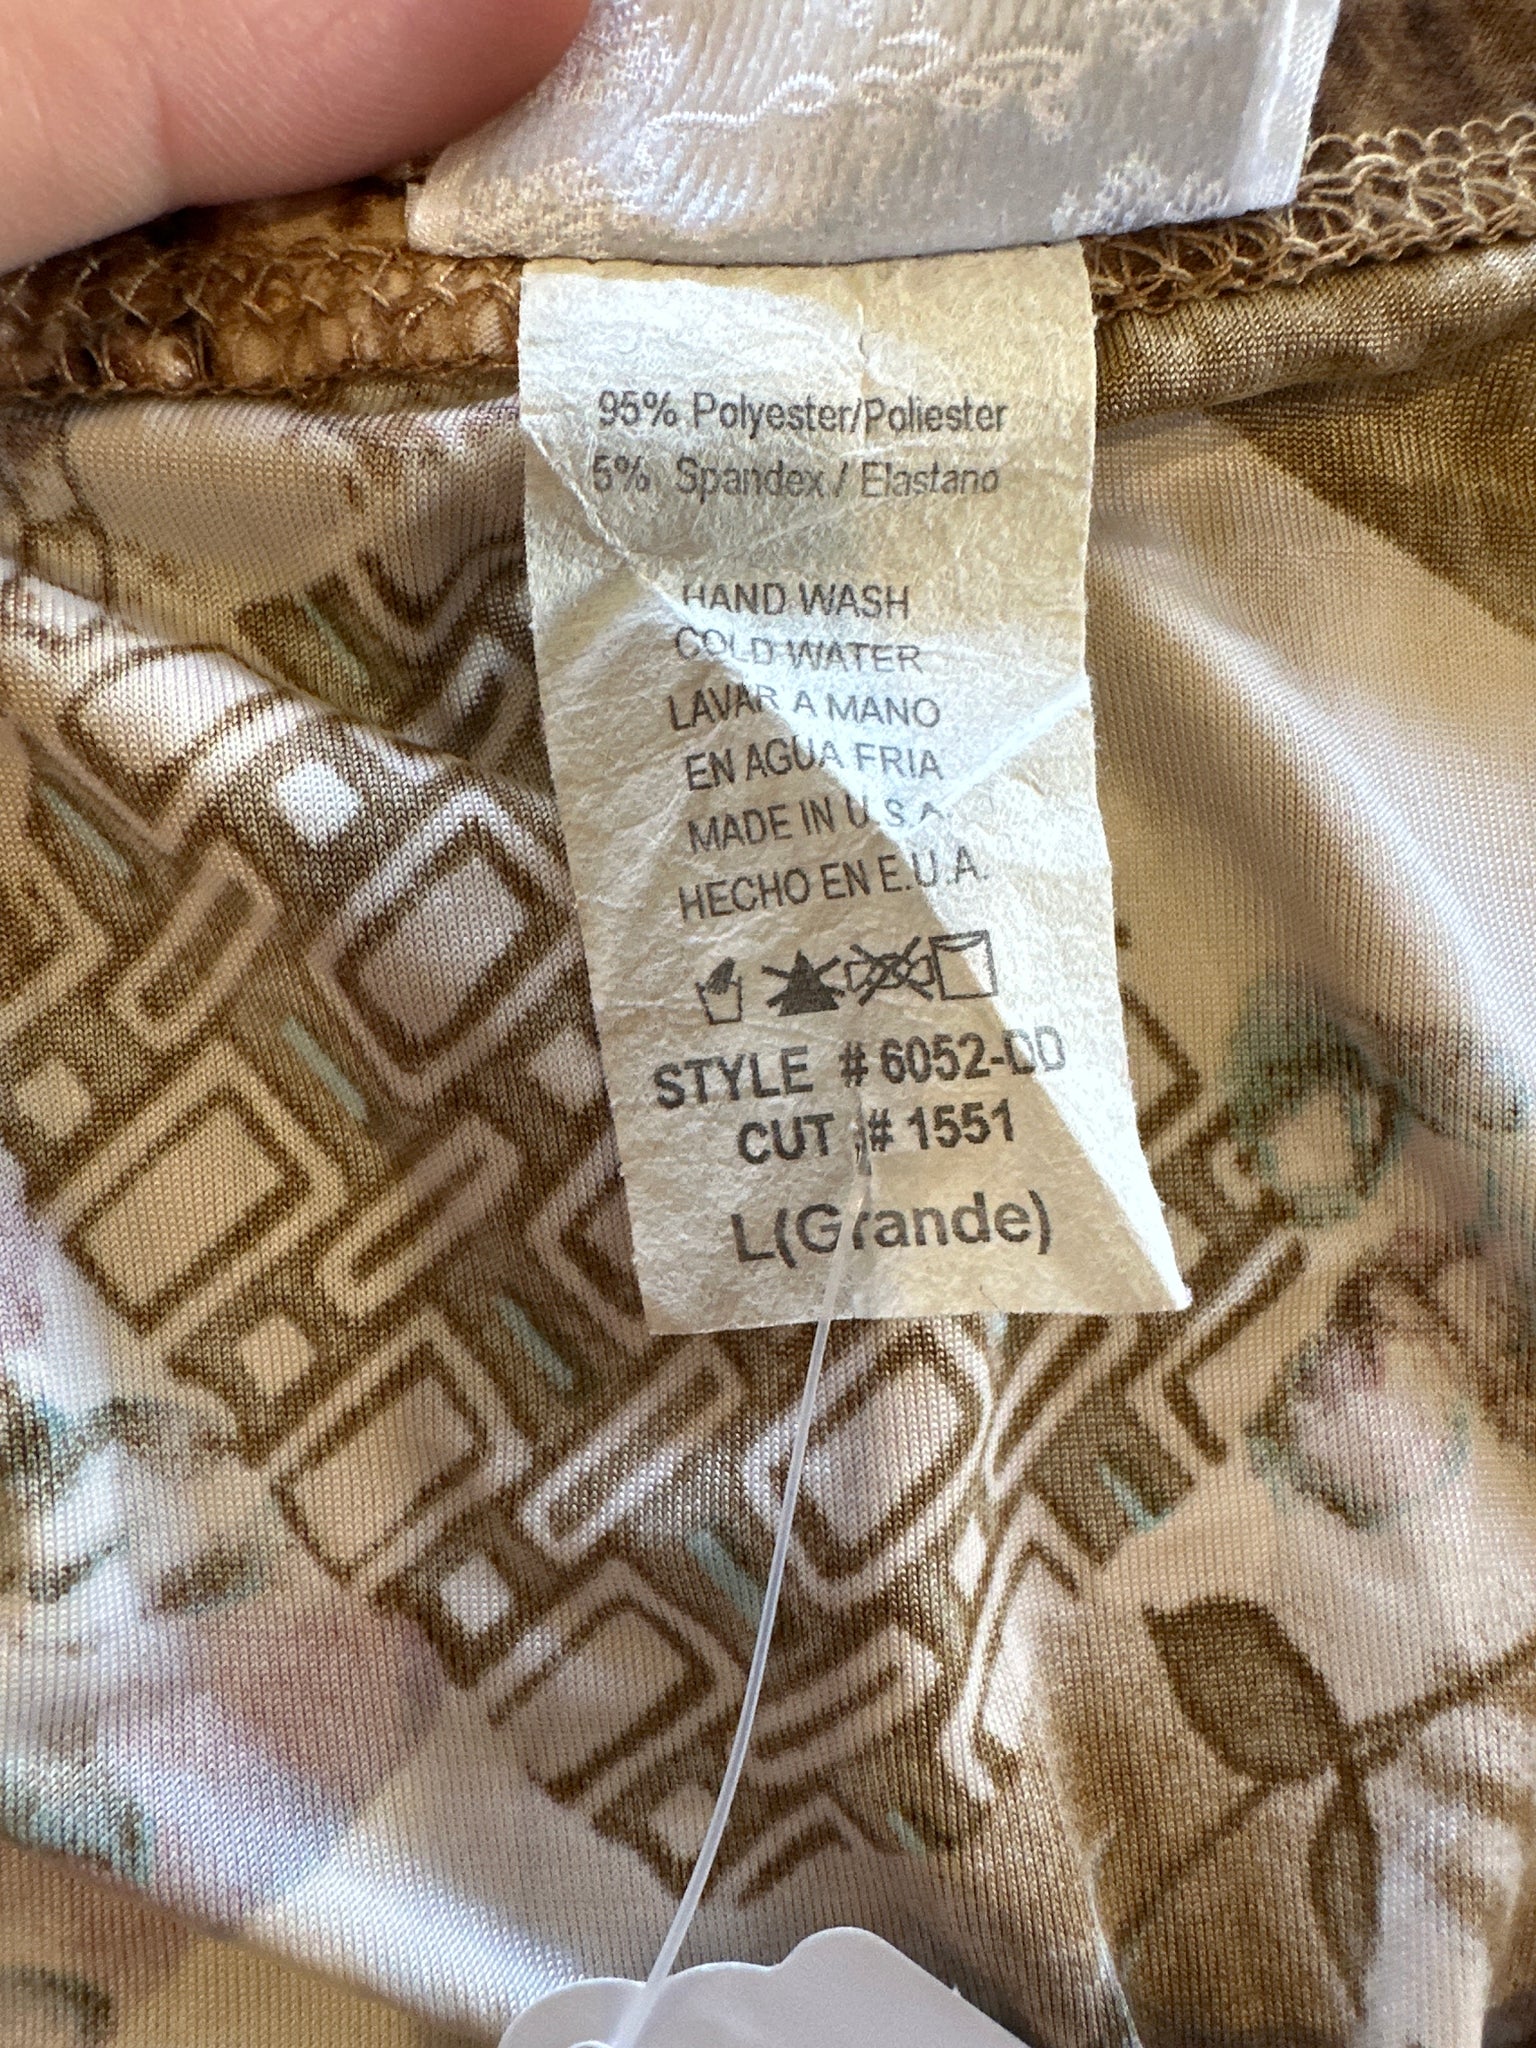 95% Polyester/Poliester
5% Spandex / Elastano
HAND WASH
COLD WATER
LAVAR A MANO
EN AGUA FRIA
MADE IN U.S.A.
HECHO EN E.U.A.
STYLE # 6052-DD
CUT # 1551
L(Grande)